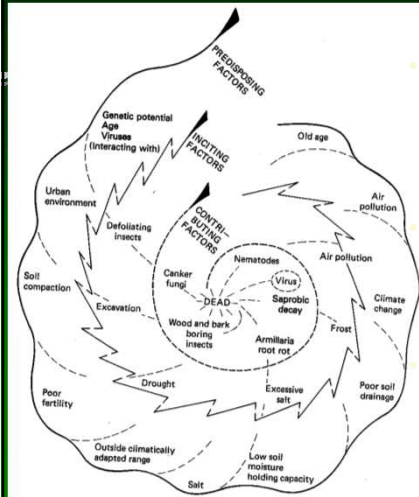 PREDISPOSING
FACTORS
Genetic potential
Age
Viruses
(Interacting with)
INCITING
FACTORS
Old age
Urban
environment
Defoliating
insects
CONTRI-
BUTING
FACTORS
Air
pollution
Nematodes
Air pollution
Canker
fungi
Virus
Soil
compaction
Excavation
DEAD
Saprobic
decay
Climate
change
Wood and bark
boring
insects
Armillaria
root rot
Frost
Drought
Excessive
salt
Poor
fertility
Poor soil
drainage
Outside climatically
adapted range
Salt
Low soil
moisture
holding capacity